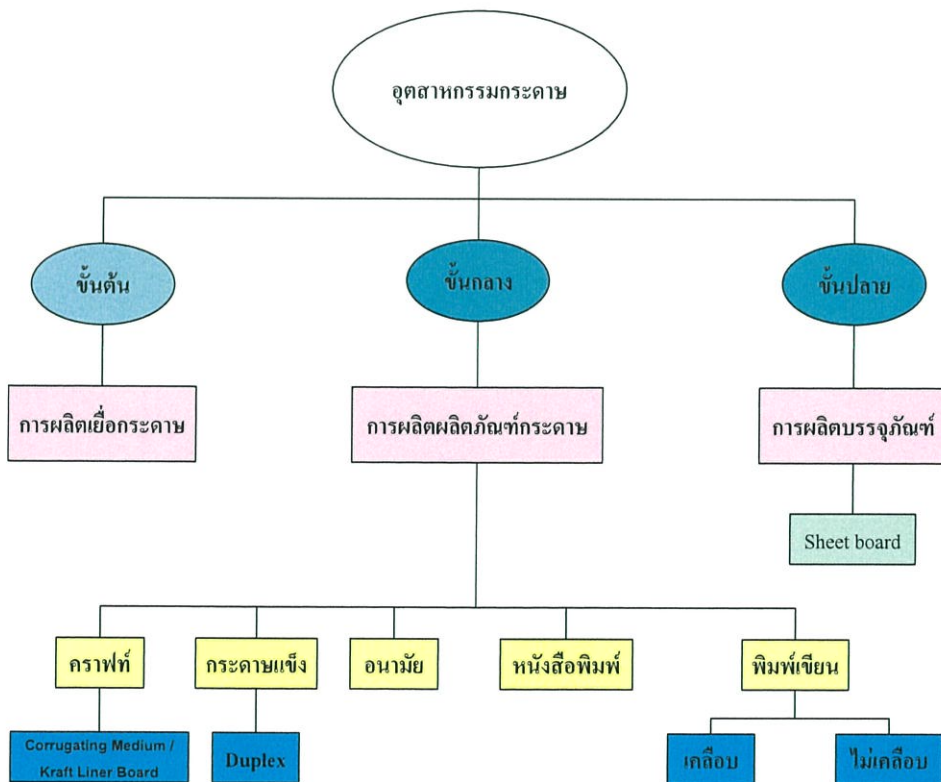 อุตสาหกรรมกระดาษ
ขั้นต้น
ขั้นกลาง
ขั้นปลาย
การผลิตเยื่อกระดาษ
การผลิตผลิตภัณฑ์กระดาษ
การผลิตบรรจุภัณฑ์
Sheet board
คราฟท์
กระดาษแข็ง
อนามัย
หนังสือพิมพ์
พิมพ์เขียน
Corrugating Medium /
Kraft Liner Board
Duplex
เคลือบ
ไม่เคลือบ